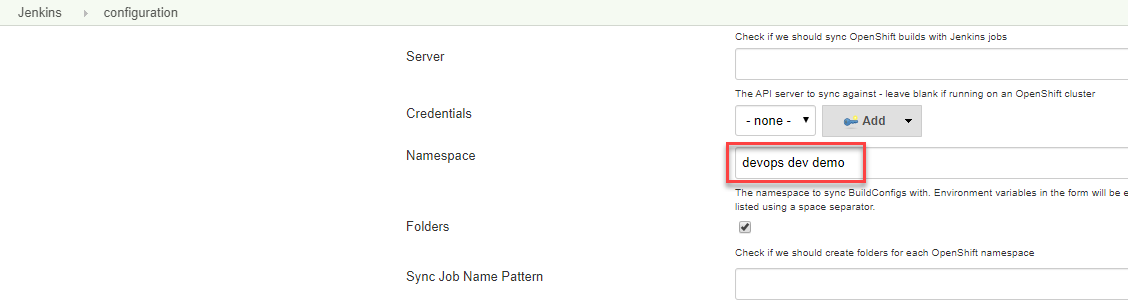 Jenkins configuration
Check if we should sync OpenShift builds with Jenkins jobs
Server
The API server to sync against - leave blank if running on an OpenShift cluster
Credentials
- none - Add
Namespace
devops dev demo
The namespace to sync BuildConfigs with. Environment variables in the form will be e
listed using a space separator.
Folders
Check if we should create folders for each OpenShift namespace
Sync Job Name Pattern